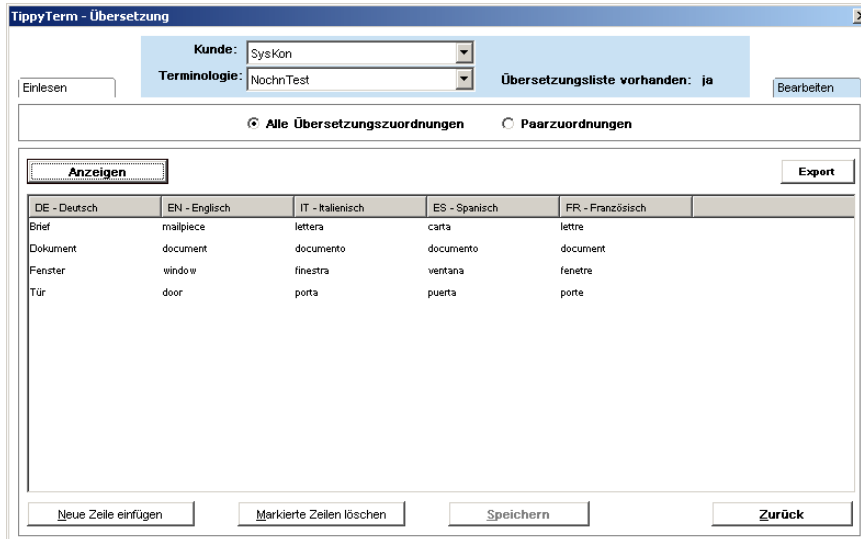 TippyTerm - Übersetzung
Kunde: SysKon
Terminologie: NochnTest
Übersetzungsliste vorhanden: ja
Einlesen
Bearbeiten
Alle Übersetzungszuordnungen Paarzuordnungen
Anzeigen Export
DE - Deutsch EN - Englisch IT - Italienisch ES - Spanisch FR - Französisch
Brief mailpiece lettera carta lettre
Dokument document documento documento document
Fenster window finestra ventana fenetre
Tür door porta puerta porte
Neue Zeile einfügen Markierte Zeilen löschen Speichern Zurück